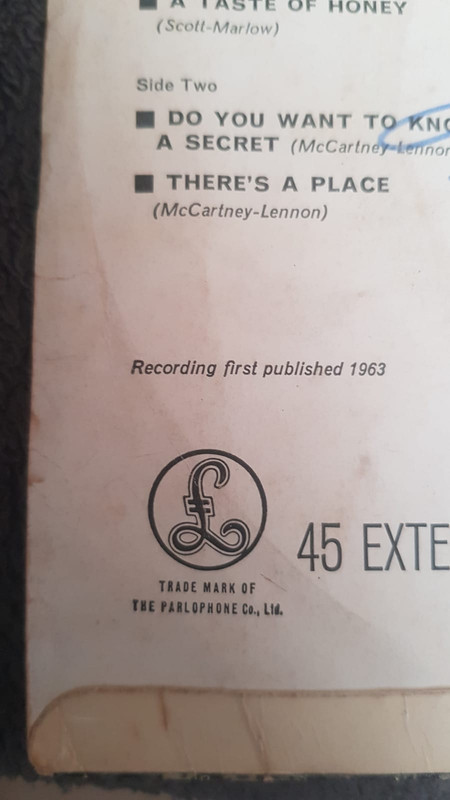 ■ A TASTE OF HONEY
(Scott-Marlow)
Side Two
■ DO YOU WANT TO KNO
A SECRET (McCartney-Lennon
■ THERE'S A PLACE
(McCartney-Lennon)
Recording first published 1963
£
45 EXTE
TRADE MARK OF
THE PARLOPHONE Co., Ltd.